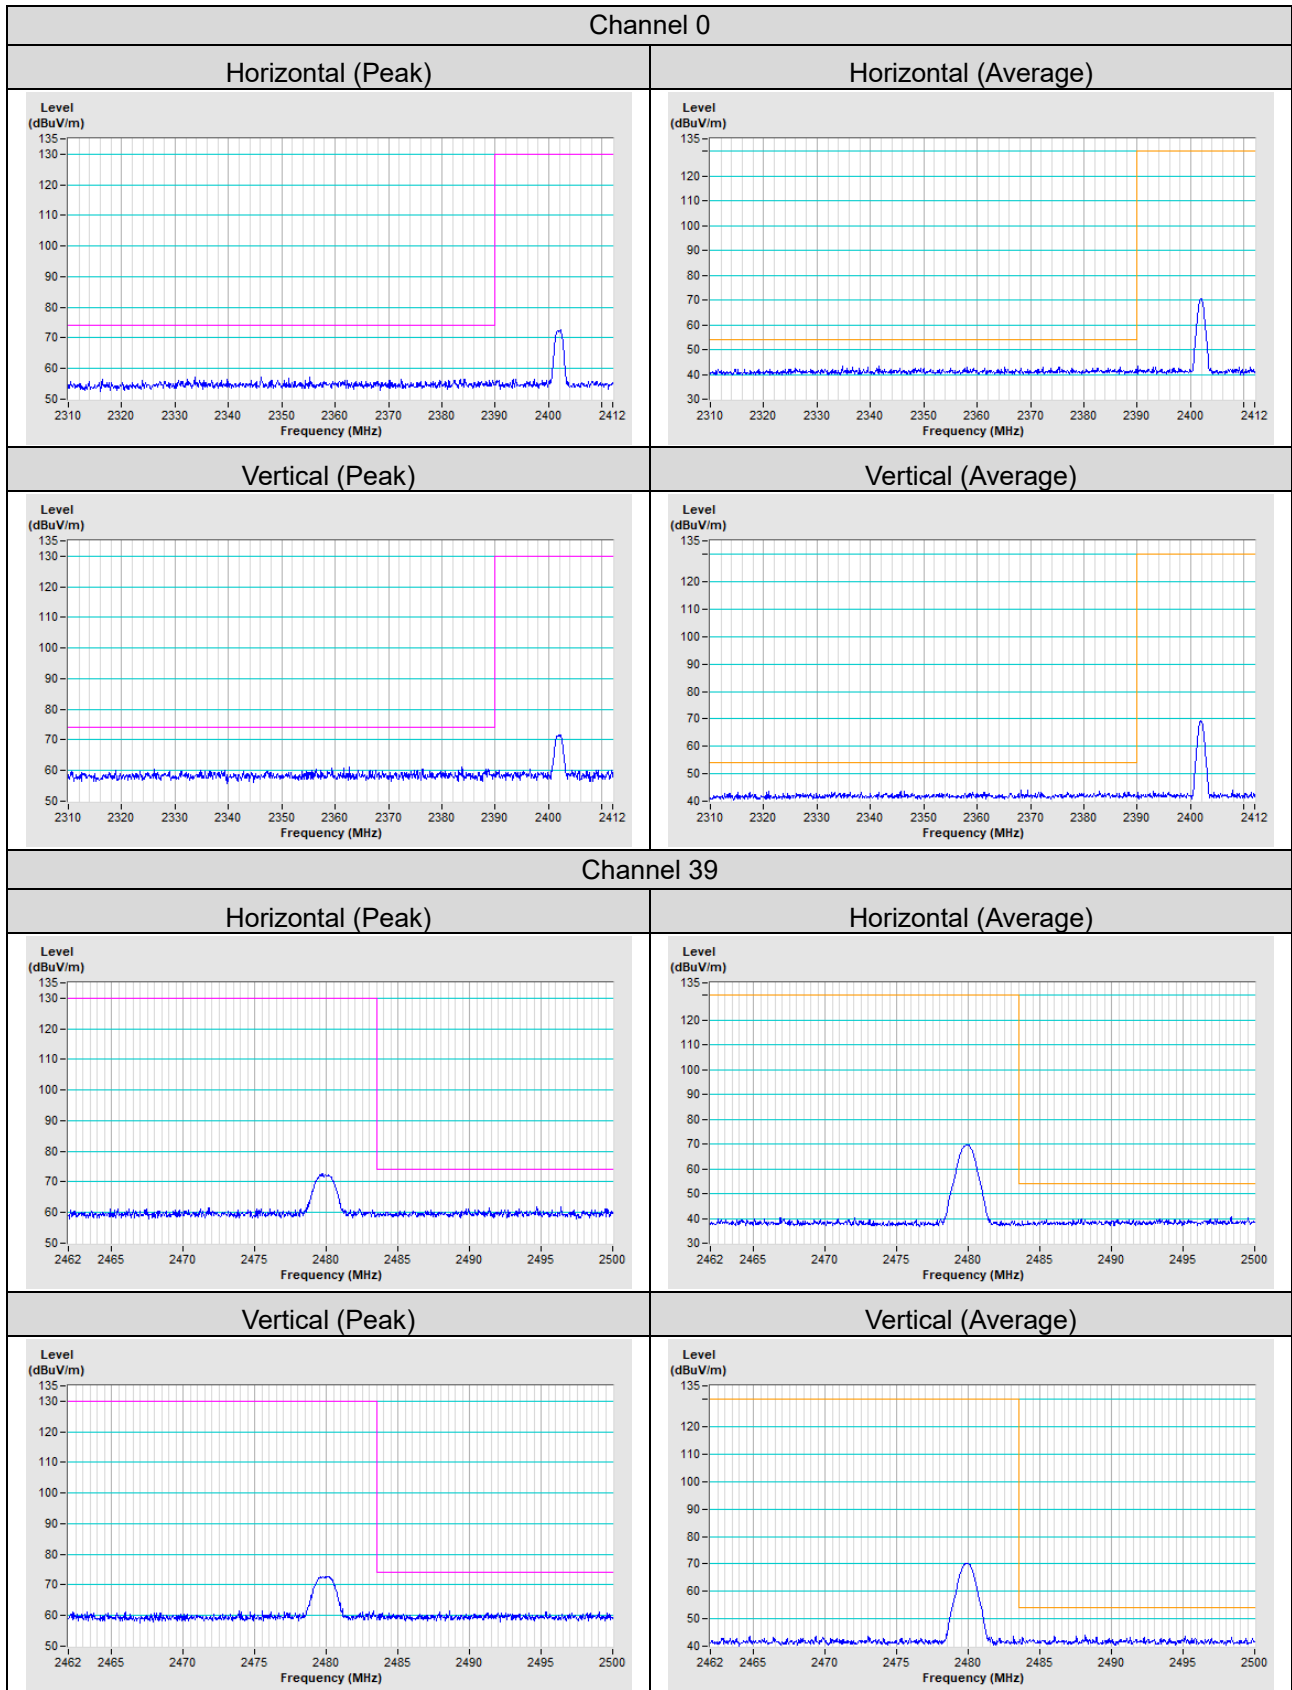 Channel 0
Horizontal (Peak)
Horizontal (Average)
Level
(dBuV/m)
135
130
120
110
100
90
80
70
60
50
2310 2320 2330 2340 2350 2360 2370 2380 2390 2400 2412
Frequency (MHz)
Level
(dBuV/m)
135
120
110
100
90
80
70
60
50
40
30
2310 2320 2330 2340 2350 2360 2370 2380 2390 2400 2412
Frequency (MHz)
Vertical (Peak)
Vertical (Average)
Level
(dBuV/m)
135
130
120
110
100
90
80
70
60
50
2310 2320 2330 2340 2350 2360 2370 2380 2390 2400 2412
Frequency (MHz)
Level
(dBuV/m)
135
120
110
100
90
80
70
60
50
40
2310 2320 2330 2340 2350 2360 2370 2380 2390 2400 2412
Frequency (MHz)
Channel 39
Horizontal (Peak)
Horizontal (Average)
Level
(dBuV/m)
135
130
120
110
100
90
80
70
60
50
2462 2465 2470 2475 2480 2485 2490 2495 2500
Frequency (MHz)
Level
(dBuV/m)
135
120
110
100
90
80
70
60
50
40
30
2462 2465 2470 2475 2480 2485 2490 2495 2500
Frequency (MHz)
Vertical (Peak)
Vertical (Average)
Level
(dBuV/m)
135
130
120
110
100
90
80
70
60
50
2462 2465 2470 2475 2480 2485 2490 2495 2500
Frequency (MHz)
Level
(dBuV/m)
135
120
110
100
90
80
70
60
50
40
2462 2465 2470 2475 2480 2485 2490 2495 2500
Frequency (MHz)